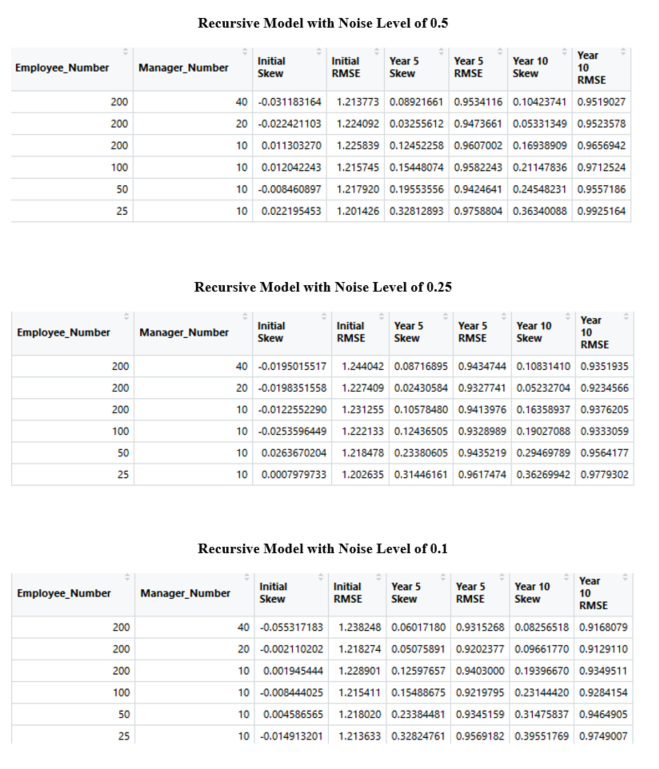 Recursive Model with Noise Level of 0.5
Employee_Number Manager_Number Initial Skew Initial RMSE Year 5 Skew Year 5 RMSE Year 10 Skew Year 10 RMSE
200 40 -0.031183164 1.213773 0.08921661 0.9534116 0.10423741 0.9519027
200 20 -0.022421103 1.224092 0.03255612 0.9473661 0.05331349 0.9523578
200 10 0.011303270 1.225839 0.12452258 0.9607002 0.16938909 0.9656942
100 10 0.012042243 1.215745 0.15448074 0.9582243 0.21147836 0.9712524
50 10 -0.008460897 1.217920 0.19553556 0.9424641 0.24548231 0.9557186
25 10 0.022195453 1.201426 0.32812893 0.9758804 0.36340088 0.9925164
Recursive Model with Noise Level of 0.25
Employee_Number Manager_Number Initial Skew Initial RMSE Year 5 Skew Year 5 RMSE Year 10 Skew Year 10 RMSE
200 40 -0.0195015517 1.244042 0.08716895 0.9434744 0.10831410 0.9351935
200 20 -0.0198351558 1.227409 0.02430584 0.9327741 0.05232704 0.9234566
200 10 -0.0122552290 1.231255 0.10578480 0.9413976 0.16358937 0.9376205
100 10 -0.0253596449 1.222133 0.12436505 0.9328989 0.19027088 0.9333059
50 10 0.0263670204 1.218478 0.23380605 0.9435219 0.29469789 0.9564177
25 10 0.0007979733 1.202635 0.31446161 0.9617474 0.36269942 0.9779302
Recursive Model with Noise Level of 0.1
Employee_Number Manager_Number Initial Skew Initial RMSE Year 5 Skew Year 5 RMSE Year 10 Skew Year 10 RMSE
200 40 -0.055317183 1.238248 0.06017180 0.9315268 0.08256518 0.9168079
200 20 -0.002110202 1.218274 0.05075891 0.9202377 0.09661770 0.9129110
200 10 0.001945444 1.228901 0.12597657 0.9403000 0.19396670 0.9349511
100 10 -0.008444025 1.215411 0.15488675 0.9219795 0.23144420 0.9284154
50 10 0.004586565 1.218020 0.23384481 0.9345159 0.31475837 0.9464905
25 10 -0.014913201 1.213633 0.32824761 0.9569182 0.39551769 0.9749007